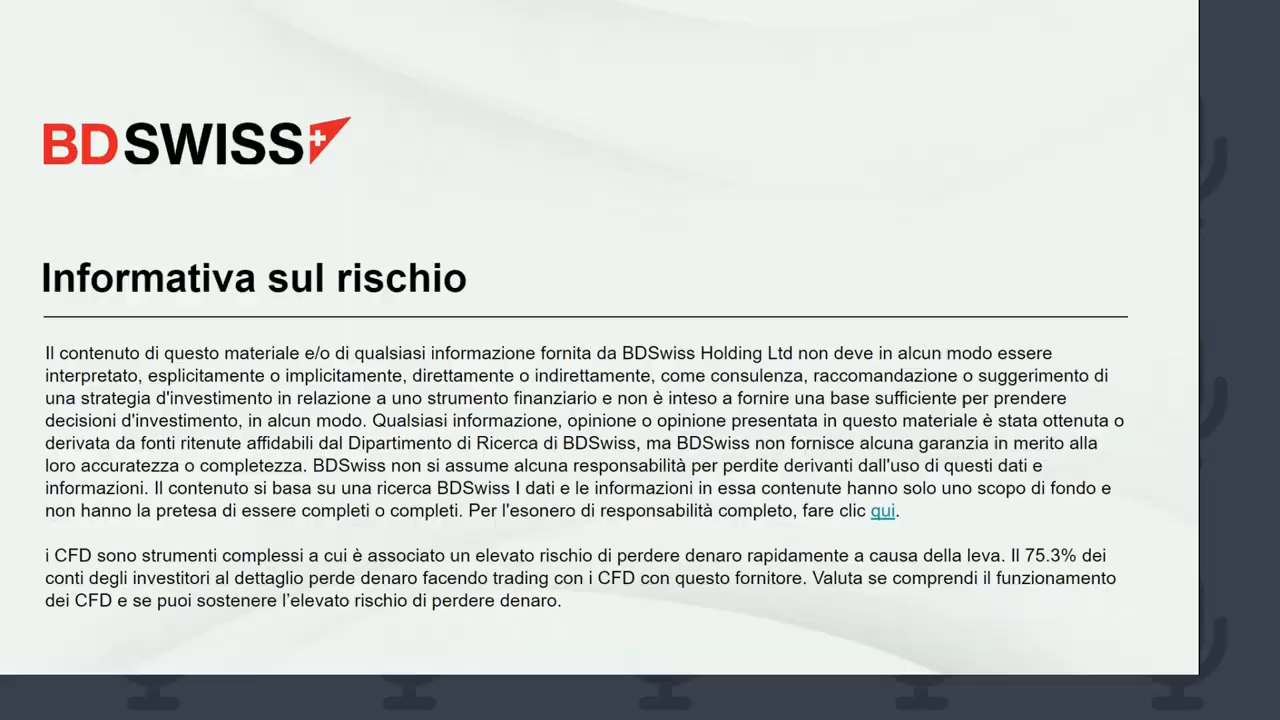 BDSWISS
Informativa sul rischio
Il contenuto di questo materiale e/o di qualsiasi informazione fornita da BDSwiss Holding Ltd non deve in alcun modo essere
interpretato, esplicitamente o implicitamente, direttamente o indirettamente, come consulenza, raccomandazione o suggerimento di
una strategia d'investimento in relazione a uno strumento finanziario e non è inteso a fornire una base sufficiente per prendere
decisioni d'investimento, in alcun modo. Qualsiasi informazione, opinione o opinione presentata in questo materiale è stata ottenuta o
derivata da fonti ritenute affidabili dal Dipartimento di Ricerca di BDSwiss, ma BDSwiss non fornisce alcuna garanzia in merito alla
loro accuratezza o completezza. BDSwiss non si assume alcuna responsabilità per perdite derivanti dall'uso di questi dati e
informazioni. Il contenuto si basa su una ricerca BDSwiss I dati e le informazioni in essa contenute hanno solo uno scopo di fondo e
non hanno la pretesa di essere completi o completi. Per l'esonero di responsabilità completo, fare clic qui.
i CFD sono strumenti complessi a cui è associato un elevato rischio di perdere denaro rapidamente a causa della leva. Il 75.3% dei
conti degli investitori al dettaglio perde denaro facendo trading con i CFD con questo fornitore. Valuta se comprendi il funzionamento
dei CFD e se puoi sostenere l’elevato rischio di perdere denaro.